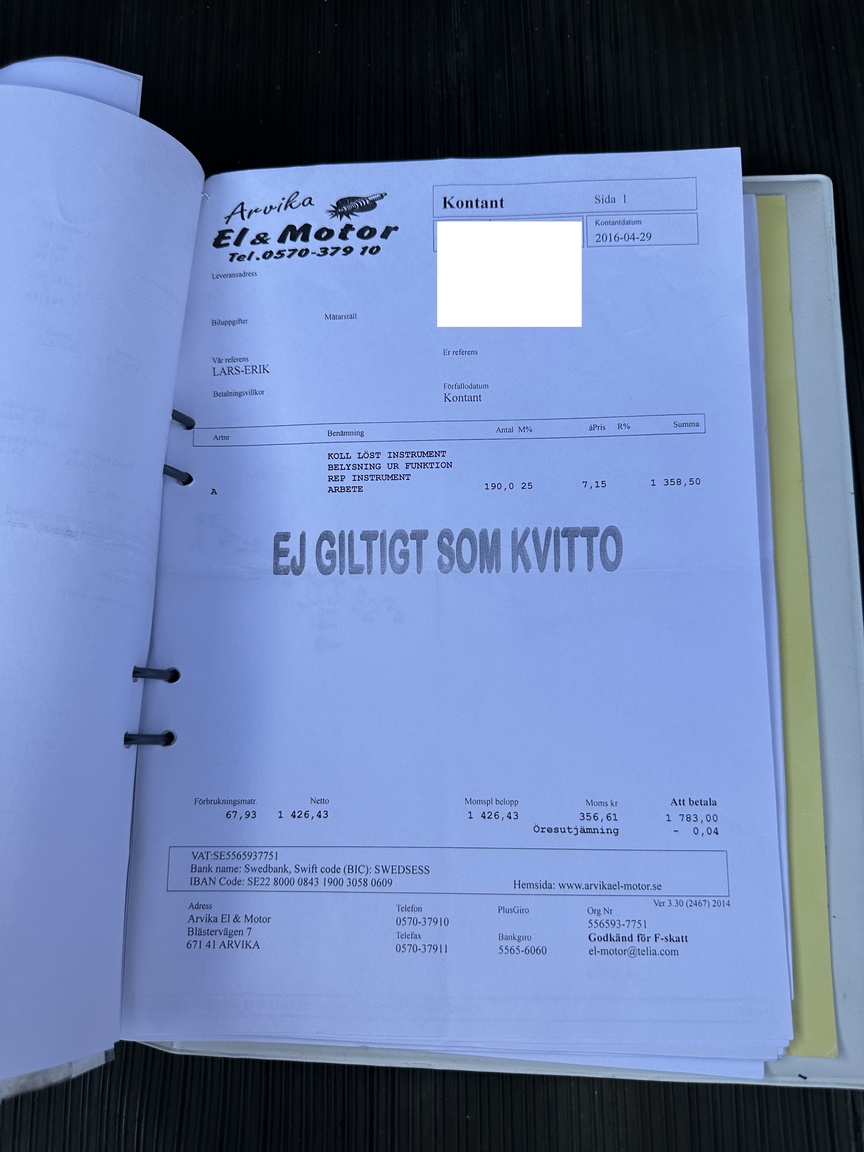 Arvika
El & Motor
Tel.0570-379 10
Kontant Sida 1
Kontantdatum
2016-04-29
Leveransadress
Biluppgifter Mätarställ.
Vår referens Er referens
LARS-ERIK
Betalningsvillkor Förfallodatum
Kontant
Artnr Benämning Antal M% áPris R% Summa
KOLL LÖST INSTRUMENT
BELYSNING UR FUNKTION
REP INSTRUMENT
A ARBETE 190,0 25 7,15 1 358,50
EJ GILTIGT SOM KVITTO
Förbrukningsmatr. Netto Momspl belopp Moms kr Att betala
67,93 1 426,43 1 426,43 356,61 1 783,00
Öresutjämning - 0,04
VAT:SE5565937751
Bank name: Swedbank, Swift code (BIC): SWEDSESS
IBAN Code: SE22 8000 0843 1900 3058 0609 Hemsida: www.arvikael-motor.se
Ver 3.30 (2467) 2014
Adress Telefon PlusGiro Org Nr
Arvika El & Motor 0570-37910 556593-7751
Blästervägen 7 Telefax Bankgiro Godkänd för F-skatt
671 41 ARVIKA 0570-37911 5565-6060 el-motor@telia.com